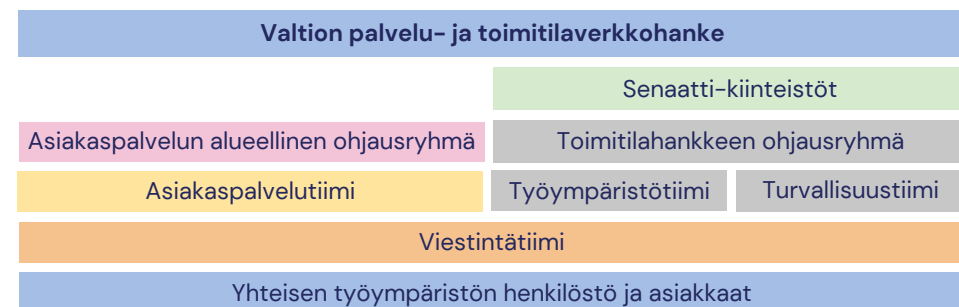 Valtion palvelu- ja toimitilaverkkohanke
Senaatti-kiinteistöt
Asiakaspalvelun alueellinen ohjausryhmä
Toimitilahankkeen ohjausryhmä
Asiakaspalvelutiimi
Työympäristötiimi
Turvallisuustiimi
Viestintätiimi
Yhteisen työympäristön henkilöstö ja asiakkaat